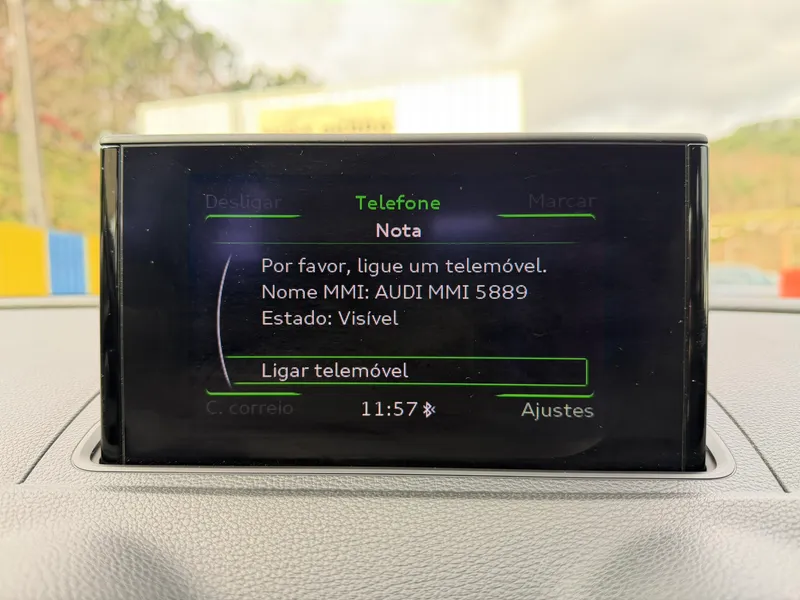 Desligar Telefone Marcar
Nota
Por favor, ligue um telemóvel.
Nome MMI: AUDI MMI 5889
Estado: Visível
Ligar telemóvel
C. correio 11:57 Ajustes